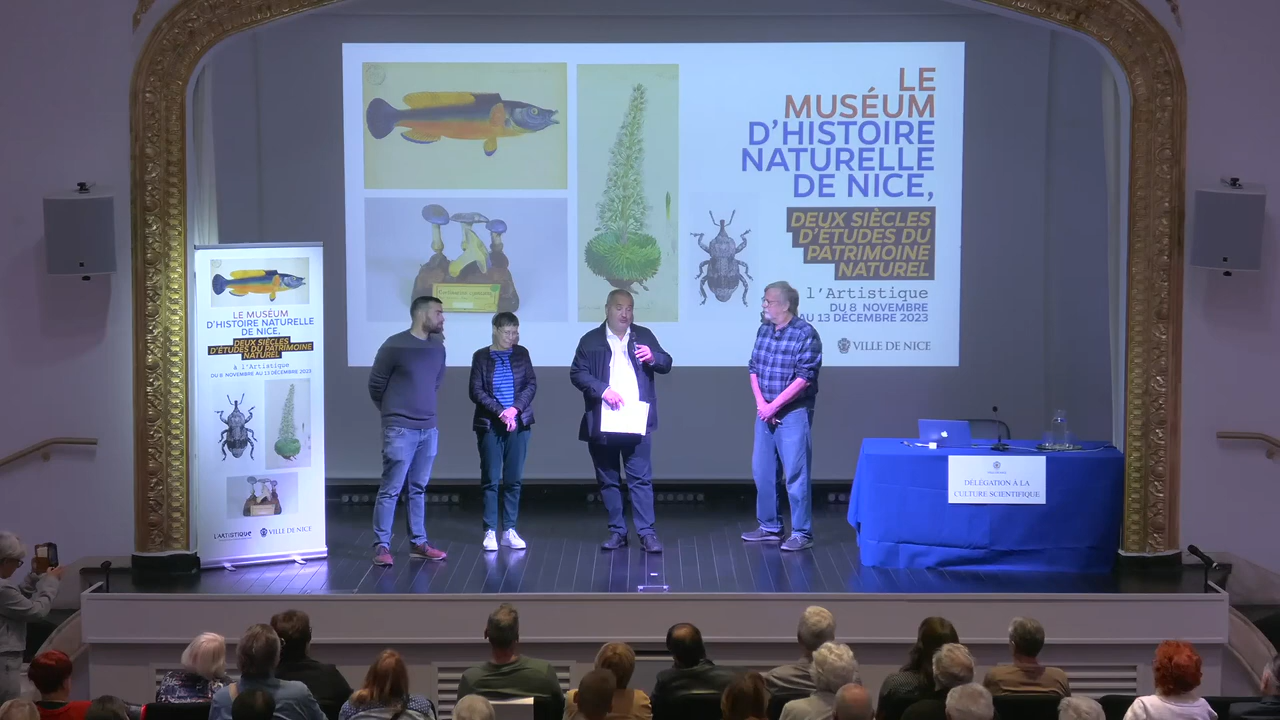 LE
MUSÉUM
D'HISTOIRE
NATURELLE
DE NICE,
DEUX SIÈCLES
D'ÉTUDES DU
PATRIMOINE
NATUREL
l'Artistique
DU 8 NOVEMBRE
AU 13 DÉCEMBRE 2023
VILLE DE NICE
LE MUSÉUM
D'HISTOIRE NATURELLE
DE NICE,
DEUX SIÈCLES
D'ÉTUDES DU PATRIMOINE
NATUREL
à l'Artistique
DU 8 NOVEMBRE AU 13 DÉCEMBRE 2023
L'ARTISTIQUE
VILLE DE NICE
DÉLÉGATION À LA
CULTURE SCIENTIFIQUE